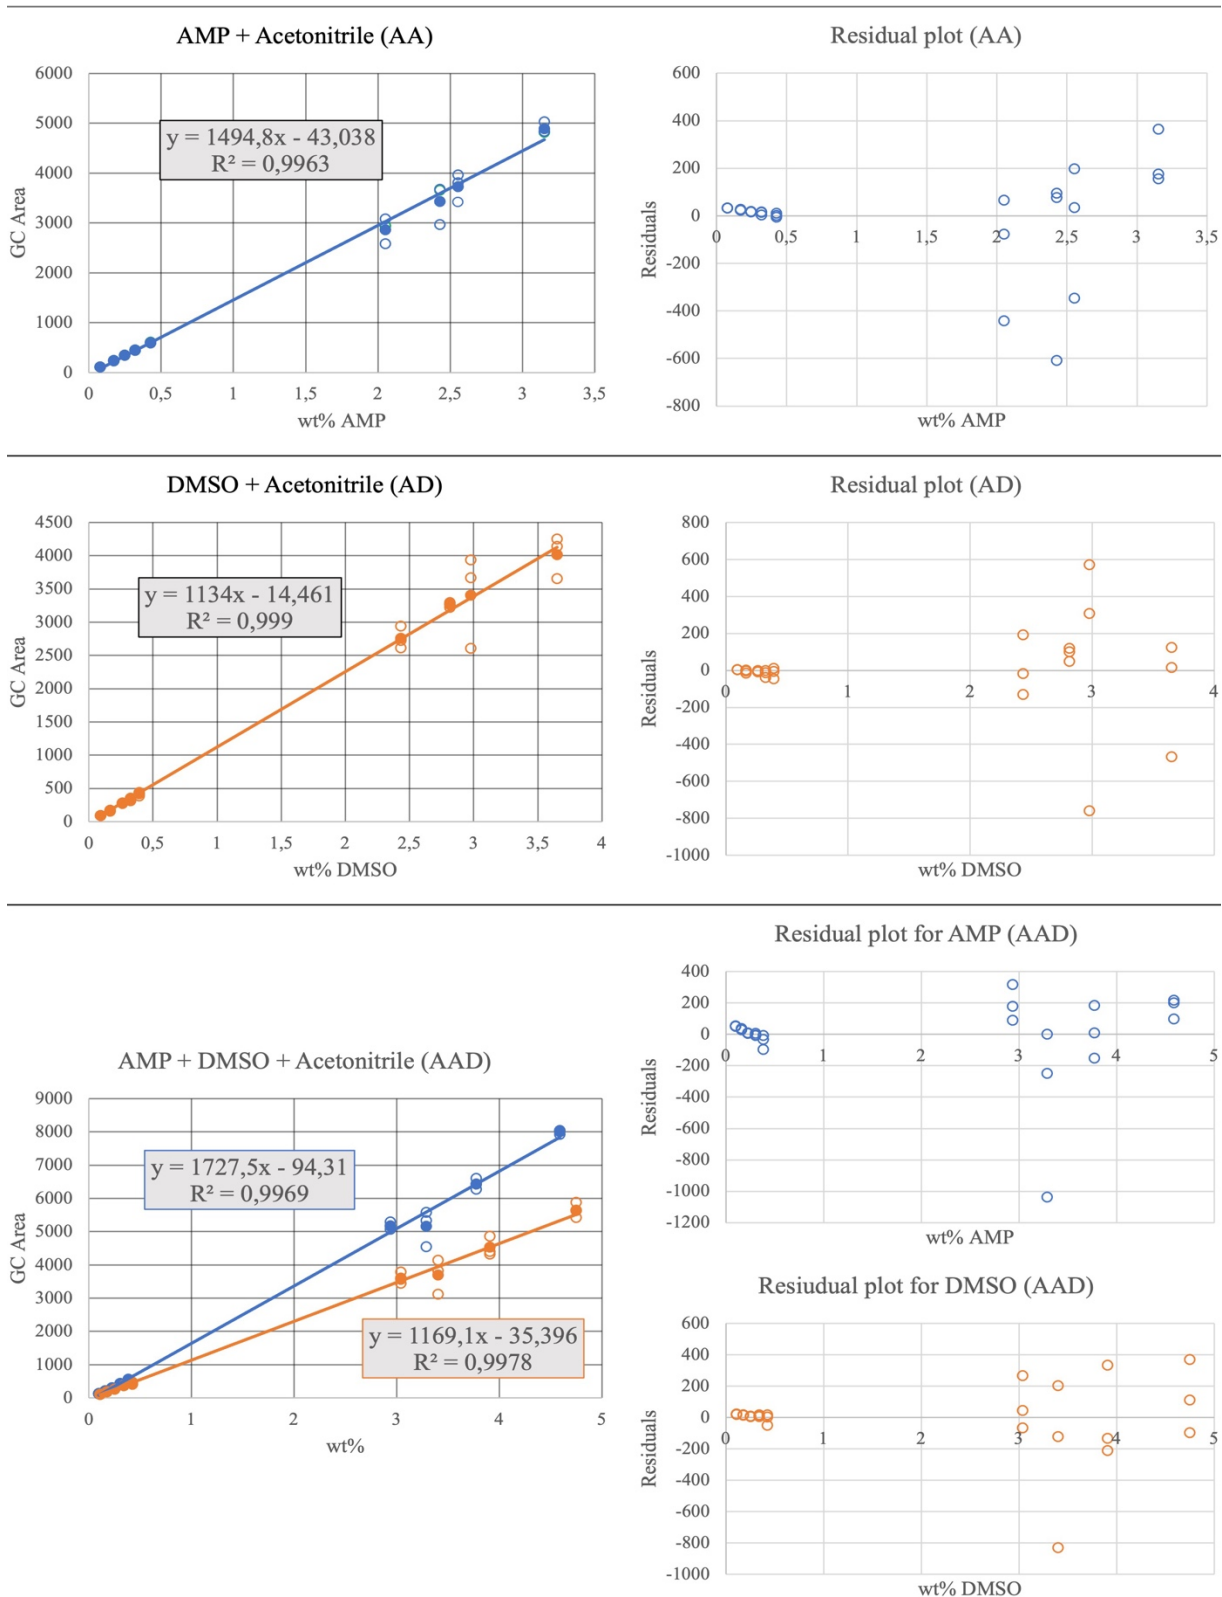 AMP + Acetonitrile (AA)
6000
5000
4000
3000
2000
1000
0
GC Area
y = 1494,8x - 43,038
R² = 0,9963
0 0,5 1 1,5 2 2,5 3 3,5
wt% AMP
Residual plot (AA)
600
400
200
0
-200
-400
-600
-800
Residuals
0 0,5 1 1,5 2 2,5 3 3,5
wt% AMP
DMSO + Acetonitrile (AD)
4500
4000
3500
3000
2500
2000
1500
1000
500
0
GC Area
y = 1134x - 14,461
R² = 0,999
0 0,5 1 1,5 2 2,5 3 3,5 4
wt% DMSO
Residual plot (AD)
800
600
400
200
0
-200
-400
-600
-800
-1000
Residuals
0 1 2 3 4
wt% DMSO
AMP + DMSO + Acetonitrile (AAD)
9000
8000
7000
6000
5000
4000
3000
2000
1000
0
GC Area
y = 1727,5x - 94,31
R² = 0,9969
y = 1169,1x - 35,396
R² = 0,9978
0 1 2 3 4 5
wt%
Residual plot for AMP (AAD)
400
200
0
-200
-400
-600
-800
-1000
-1200
Residuals
0 1 2 3 4 5
wt% AMP
Resiudual plot for DMSO (AAD)
600
400
200
0
-200
-400
-600
-800
-1000
Residuals
0 1 2 3 4 5
wt% DMSO